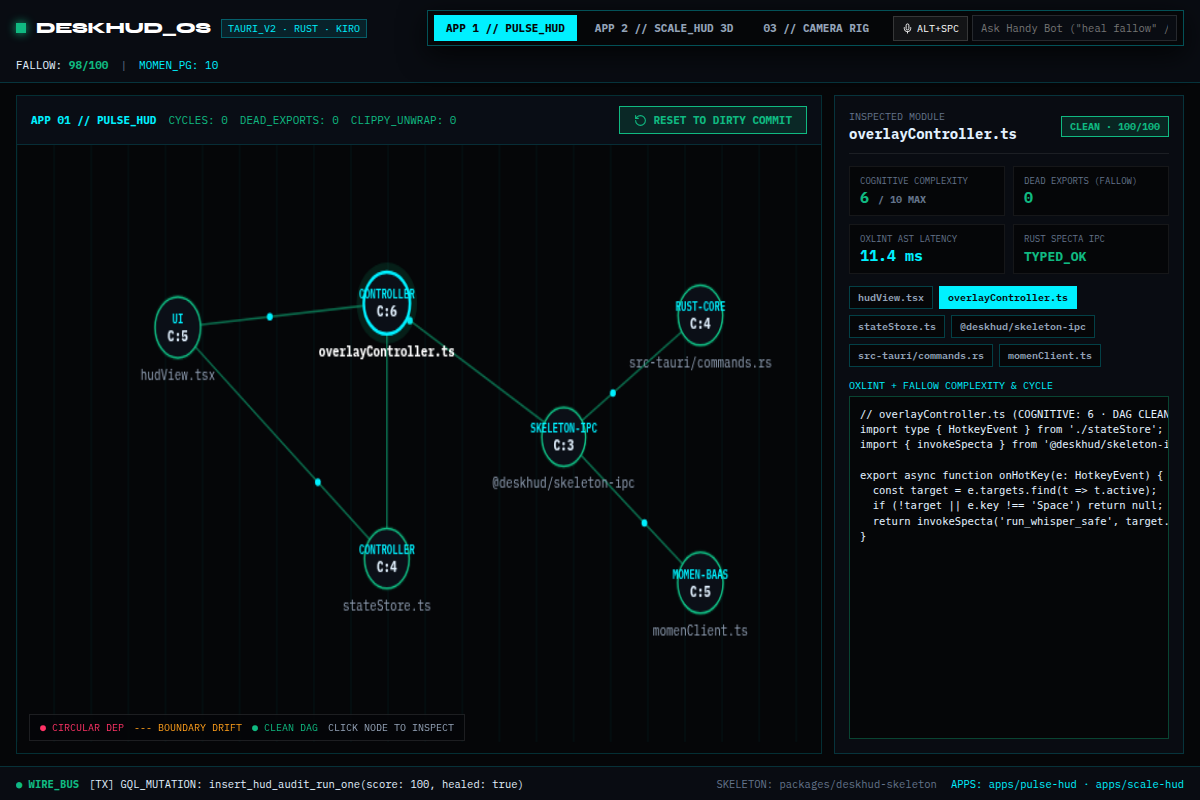 DESKHUD_OS
TAURI_V2 · RUST · KIRO
APP 1 // PULSE_HUD
APP 2 // SCALE_HUD 3D
03 // CAMERA RIG
ALT+SPC
Ask Handy Bot ("heal fallow" /
FALLOW: 98/100 | MOMEN_PG: 10
APP 01 // PULSE_HUD CYCLES: 0 DEAD_EXPORTS: 0 CLIPPY_UNWRAP: 0
RESET TO DIRTY COMMIT
UI
C:5
hudView.tsx
CONTROLLER
C:6
overlayController.ts
RUST-CORE
C:4
src-tauri/commands.rs
SKELETON-IPC
C:3
@deskhud/skeleton-ipc
CONTROLLER
C:4
stateStore.ts
MOMEN-BAAS
C:5
momenClient.ts
CIRCULAR DEP --- BOUNDARY DRIFT CLEAN DAG CLICK NODE TO INSPECT
INSPECTED MODULE
overlayController.ts
CLEAN · 100/100
COGNITIVE COMPLEXITY
6 / 10 MAX
DEAD EXPORTS (FALLOW)
0
OXLINT AST LATENCY
11.4 ms
RUST SPECTA IPC
TYPED_OK
hudView.tsx
overlayController.ts
stateStore.ts
@deskhud/skeleton-ipc
src-tauri/commands.rs
momenClient.ts
OXLINT + FALLOW COMPLEXITY & CYCLE
// overlayController.ts (COGNITIVE: 6 · DAG CLEAN
import type { HotkeyEvent } from './stateStore';
import { invokeSpecta } from '@deskhud/skeleton-i
export async function onHotKey(e: HotkeyEvent) {
const target = e.targets.find(t => t.active);
if (!target || e.key !== 'Space') return null;
return invokeSpecta('run_whisper_safe', target.
}
WIRE_BUS [TX] GQL_MUTATION: insert_hud_audit_run_one(score: 100, healed: true)
SKELETON: packages/deskhud-skeleton APPS: apps/pulse-hud · apps/scale-hud